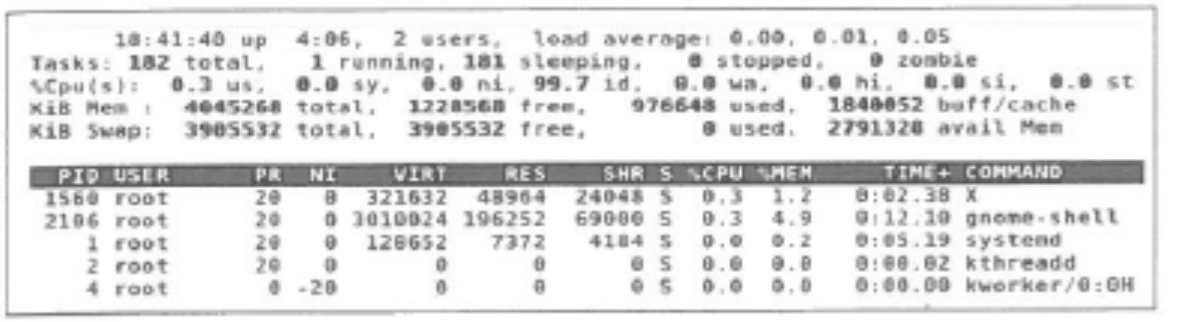 18:41:40 up 4:06, 2 users, load average: 0.00, 0.01, 0.05
Tasks: 182 total, 1 running, 181 sleeping, 0 stopped, 0 zombie
%Cpu(s): 0.3 us, 0.0 sy, 0.0 ni, 99.7 id, 0.0 wa, 0.0 hi, 0.0 si, 0.0 st
KiB Mem : 4045268 total, 1228568 free, 976648 used, 1840052 buff/cache
KiB Swap: 3905532 total, 3905532 free, 0 used. 2791328 avail Mem
PID USER PR NI VIRT RES SHR S %CPU %MEM TIME+ COMMAND
1560 root 20 0 321632 48964 24048 S 0.3 1.2 0:02.38 X
2106 root 20 0 3010024 196252 69000 S 0.3 4.9 0:12.10 gnome-shell
1 root 20 0 128652 7372 4184 S 0.0 0.2 0:05.19 systemd
2 root 20 0 0 0 0 S 0.0 0.0 0:00.02 kthreadd
4 root 0 -20 0 0 0 S 0.0 0.0 0:00.00 kworker/0:0H